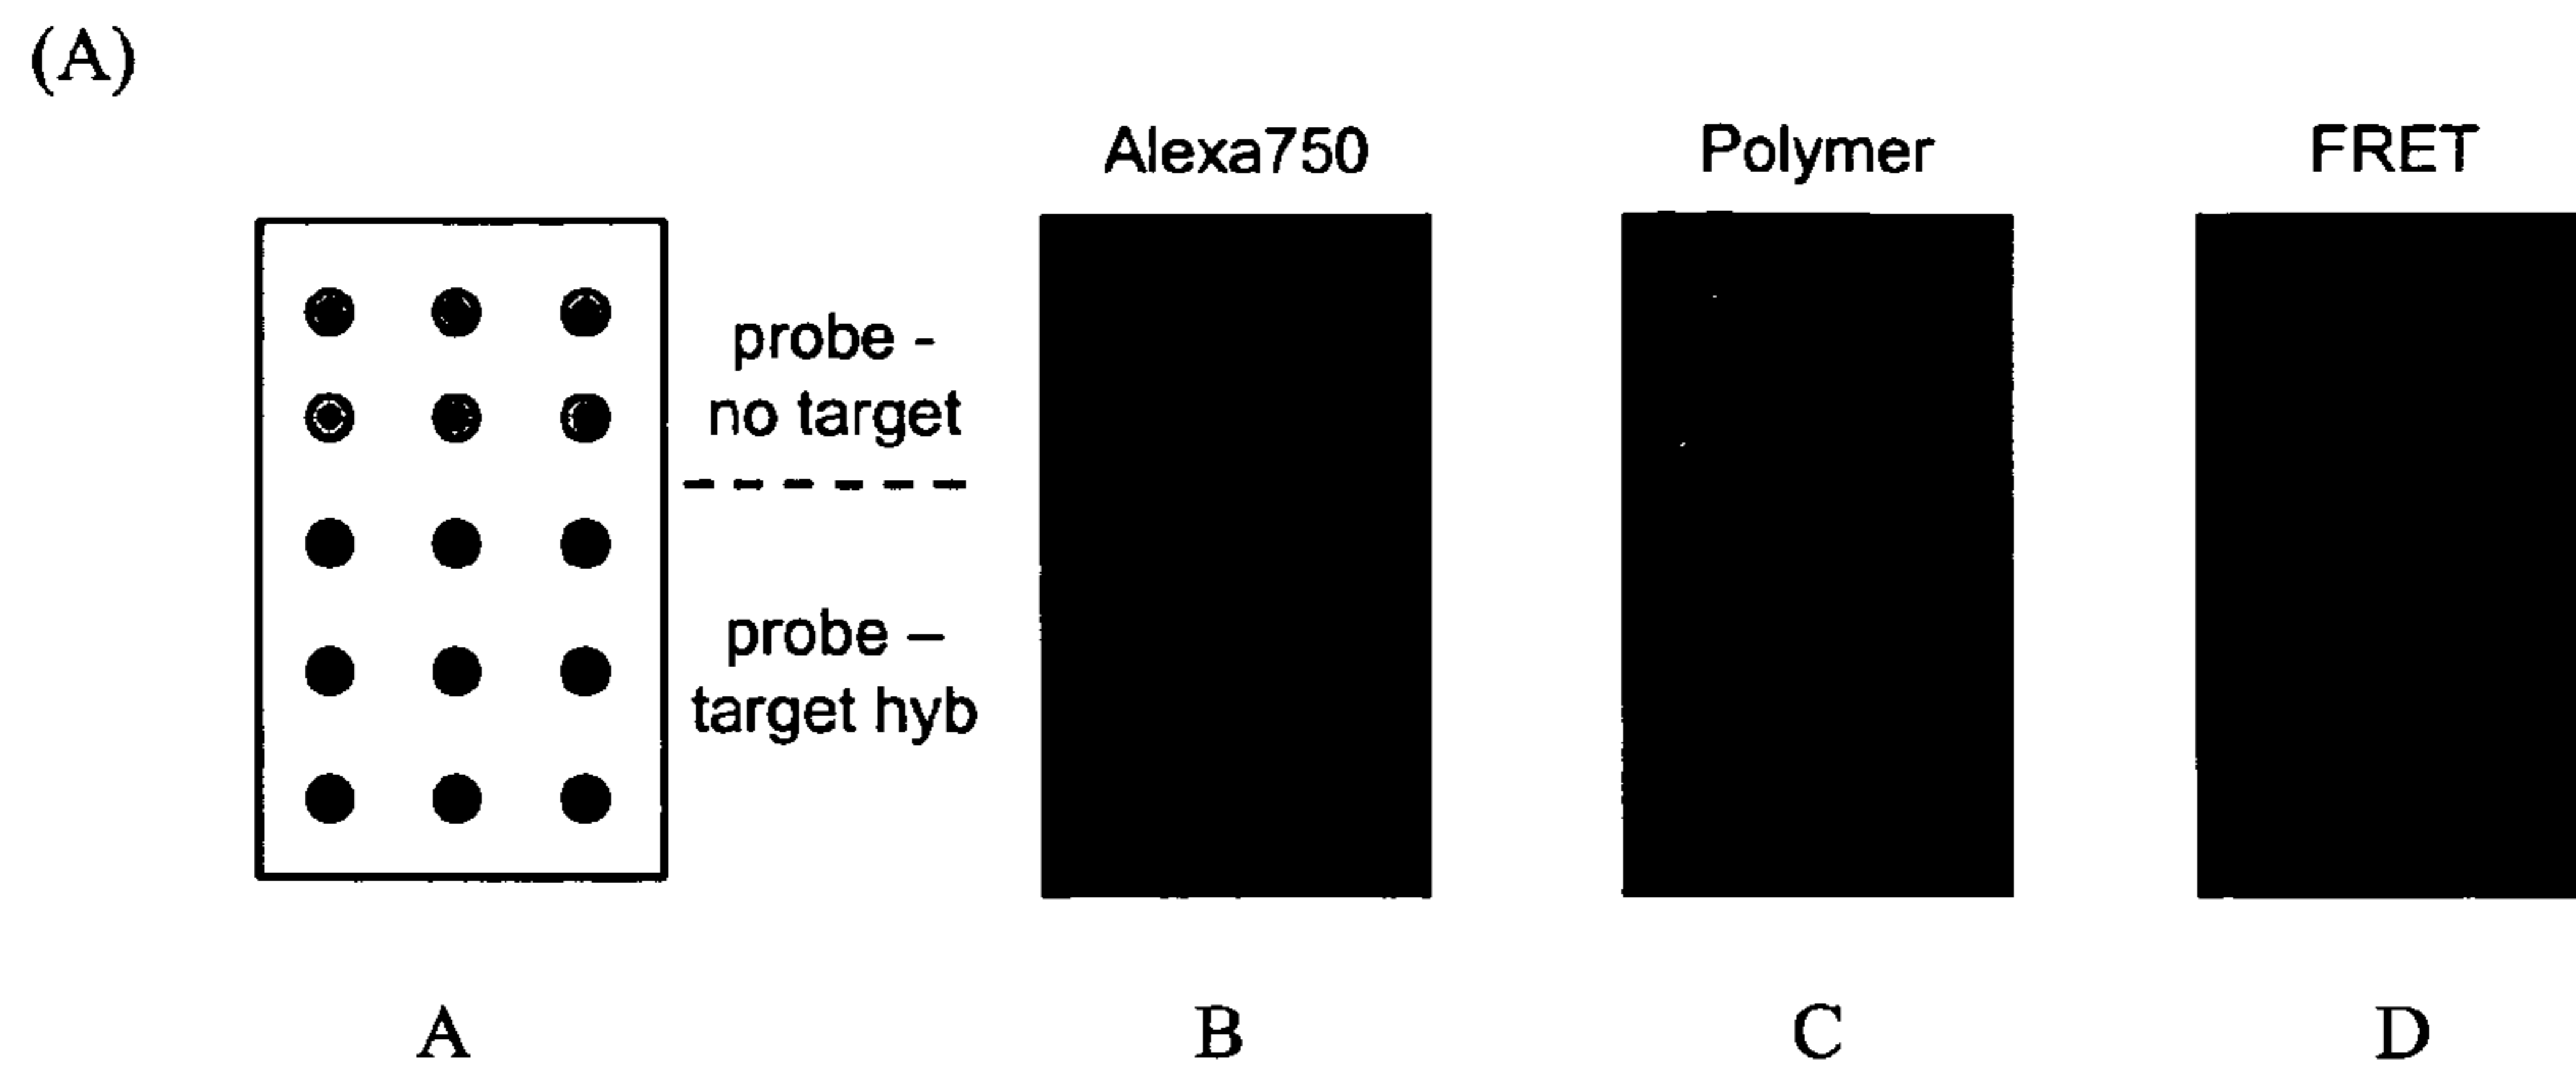 (A)
Alexa750
Polymer
FRET
probe -
no target
probe –
target hyb
A
B
C
D